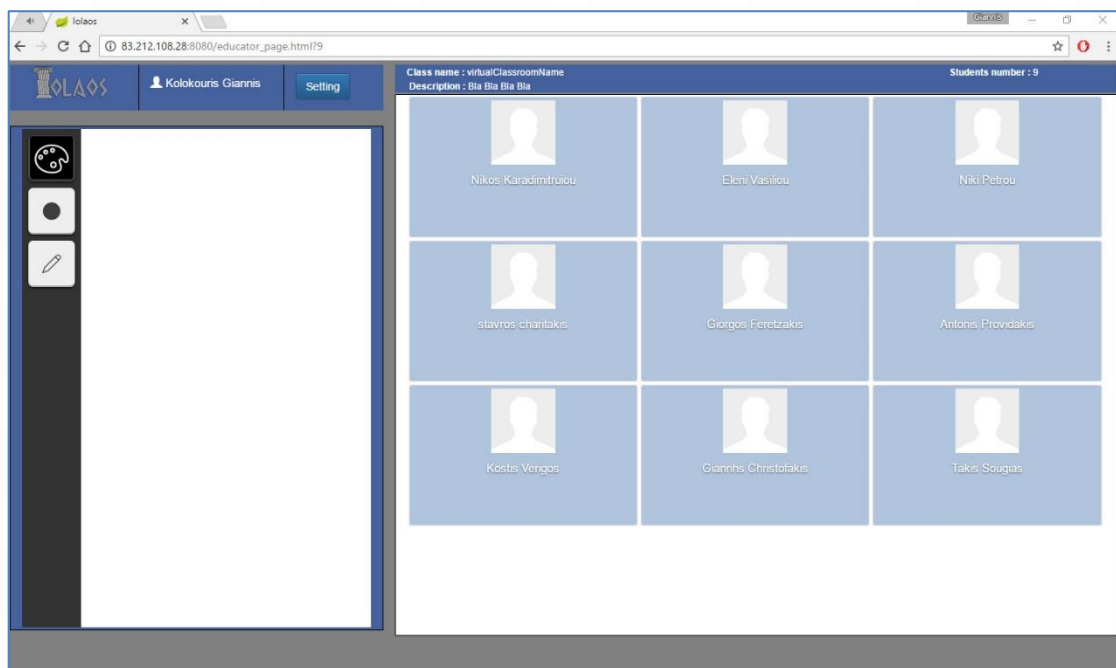 Iolaos
Giannis
83.212.108.28:8080/educator_page.html?9
IOLAOS
Kolokouris Giannis
Setting
Class name : virtualClassroomName
Students number : 9
Description : Bla Bla Bla Bla
Nikos Karadimitruiou
Eleni Vasiliou
Niki Petrou
stavros charitakis
Giorgos Feretzakis
Antonis Providakis
Kostis Verigos
Giannhs Christofakis
Takis Sougias